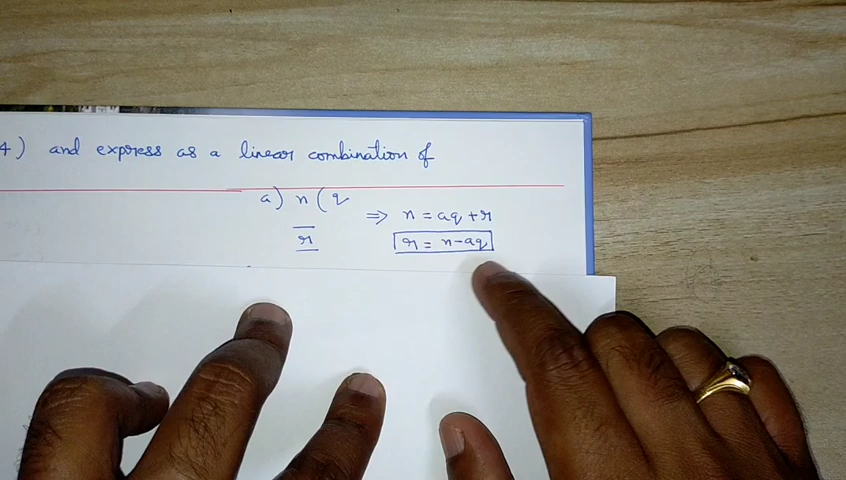 4) and express as a linear combination of
a) n ( q
⇒ n = aq + r
r
r = n - aq